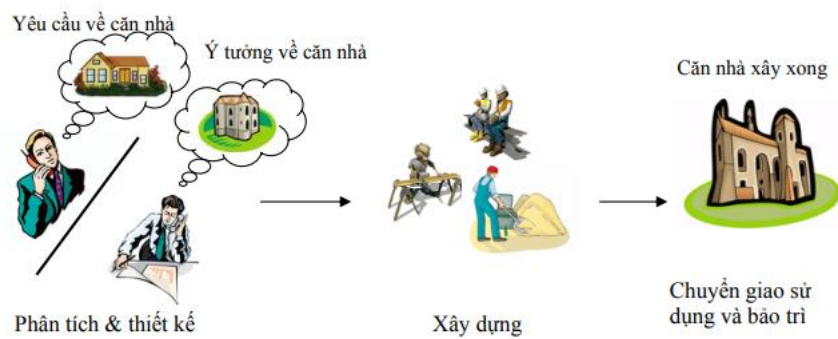 Yêu cầu về căn nhà
Ý tưởng về căn nhà
Căn nhà xây xong
Phân tích & thiết kế
Xây dựng
Chuyển giao sử
dụng và bảo trì